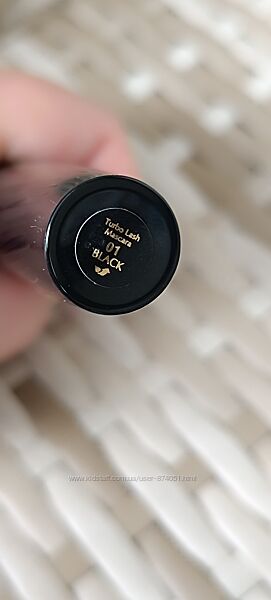 Turbo Lash
Mascara
01
BLACK
www.kidstaff.com.ua/user-874051.html